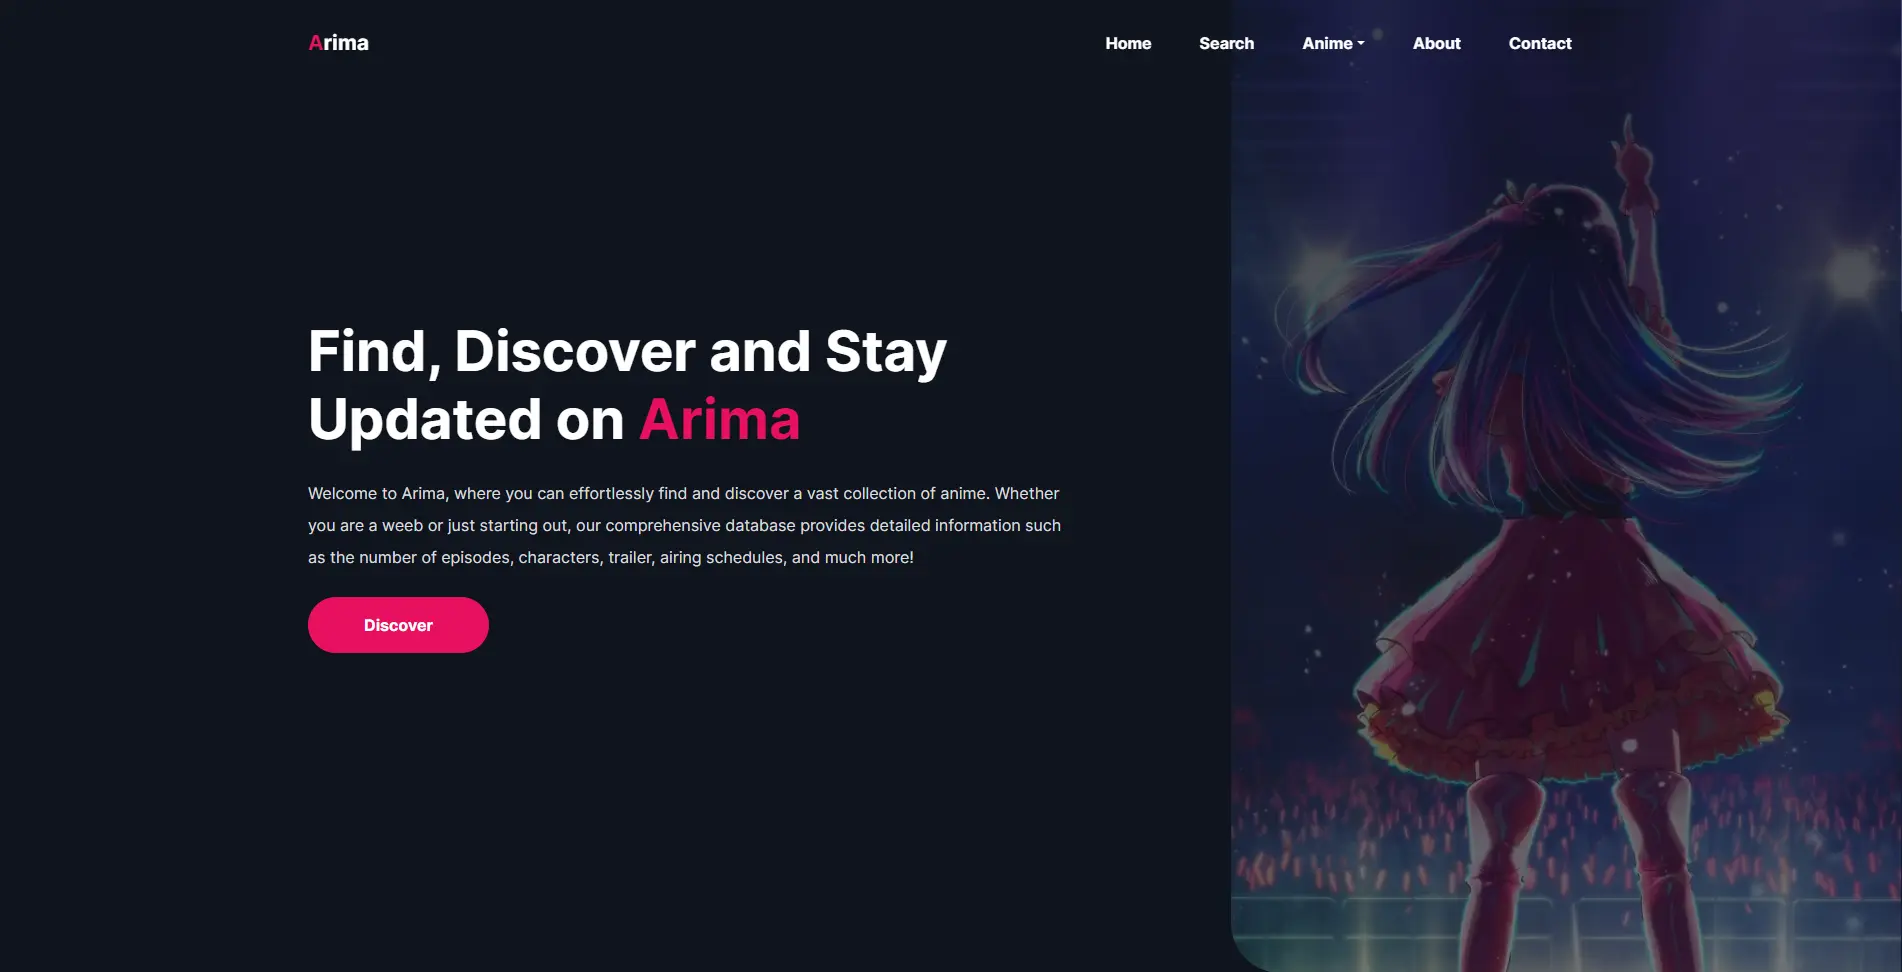 Arima
Home Search Anime About Contact
Find, Discover and Stay
Updated on Arima
Welcome to Arima, where you can effortlessly find and discover a vast collection of anime. Whether
you are a weeb or just starting out, our comprehensive database provides detailed information such
as the number of episodes, characters, trailer, airing schedules, and much more!
Discover